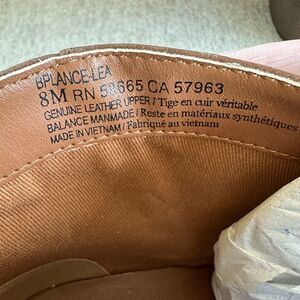 BPLANCE-LEA
8M RN 58665 CA 57963
GENUINE LEATHER UPPER / Tige en cuir véritable
BALANCE MANMADE / Reste en matériaux synthétiques
MADE IN VIETNAM / Fabriqué au vietnam